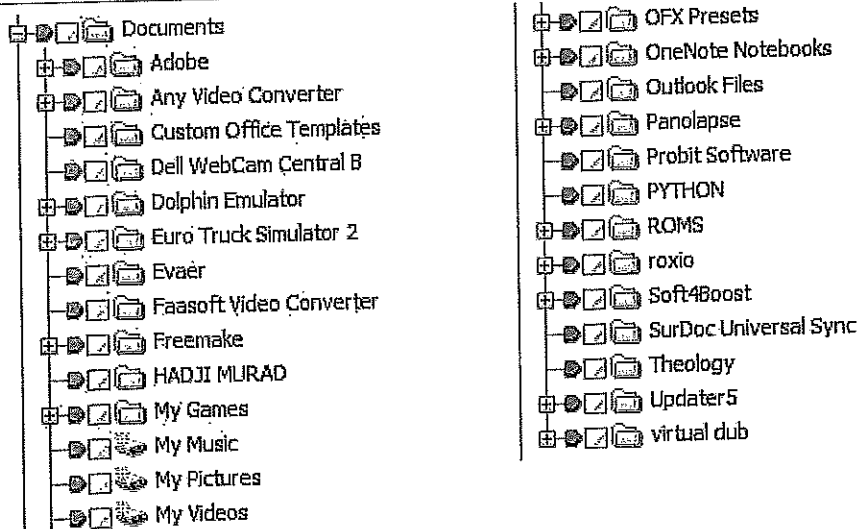 Documents
Adobe
Any Video Converter
Custom Office Templates
Dell WebCam Central B
Dolphin Emulator
Euro Truck Simulator 2
Evaer
Faasoft Video Converter
Freemake
HADJI MURAD
My Games
My Music
My Pictures
My Videos
OFX Presets
OneNote Notebooks
Outlook Files
Panolapse
Probit Software
PYTHON
ROMS
roxio
Soft4Boost
SurDoc Universal Sync
Theology
Updater5
virtual dub